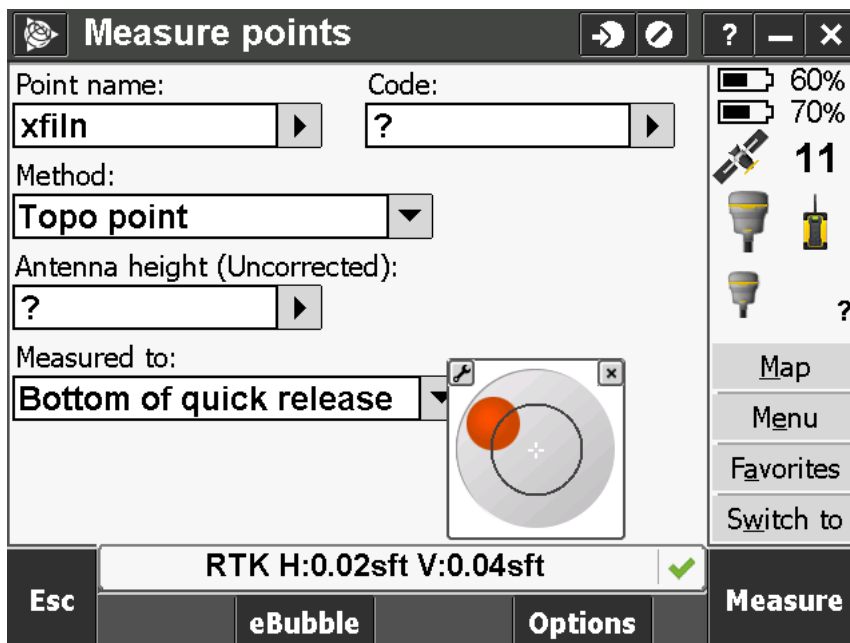 Measure points
?
Point name:
Code:
xfiln
?
Method:
Topo point
Antenna height (Uncorrected):
?
Measured to:
Bottom of quick release
60%
70%
11
?
Map
Menu
Favorites
Switch to
RTK H:0.02sft V:0.04sft
Esc
eBubble
Options
Measure